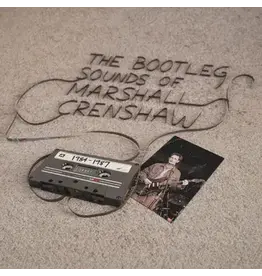 THE BOOTLEG
SOUNDS OF
MARSHALL
CRENSHAW
1984-1987